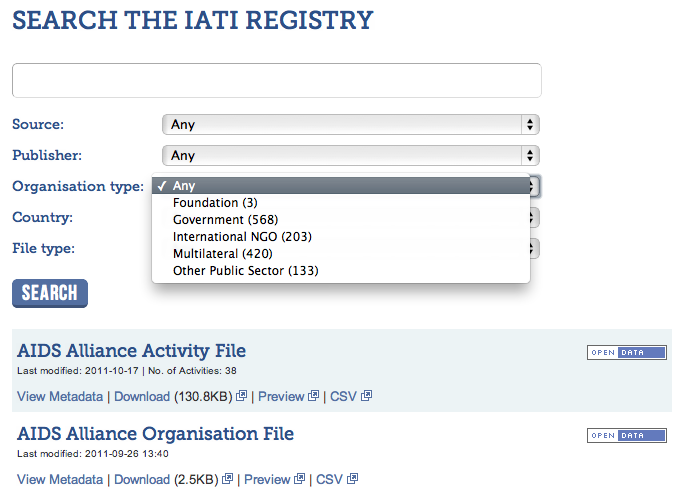 SEARCH THE IATI REGISTRY
Source: Any
Publisher: Any
Organisation type: ✓ Any
Foundation (3)
Government (568)
International NGO (203)
Multilateral (420)
Other Public Sector (133)
Country:
File type:
SEARCH
AIDS Alliance Activity File
OPEN DATA
Last modified: 2011-10-17 | No. of Activities: 38
View Metadata | Download (130.8KB) | Preview | CSV
AIDS Alliance Organisation File
OPEN DATA
Last modified: 2011-09-26 13:40
View Metadata | Download (2.5KB) | Preview | CSV